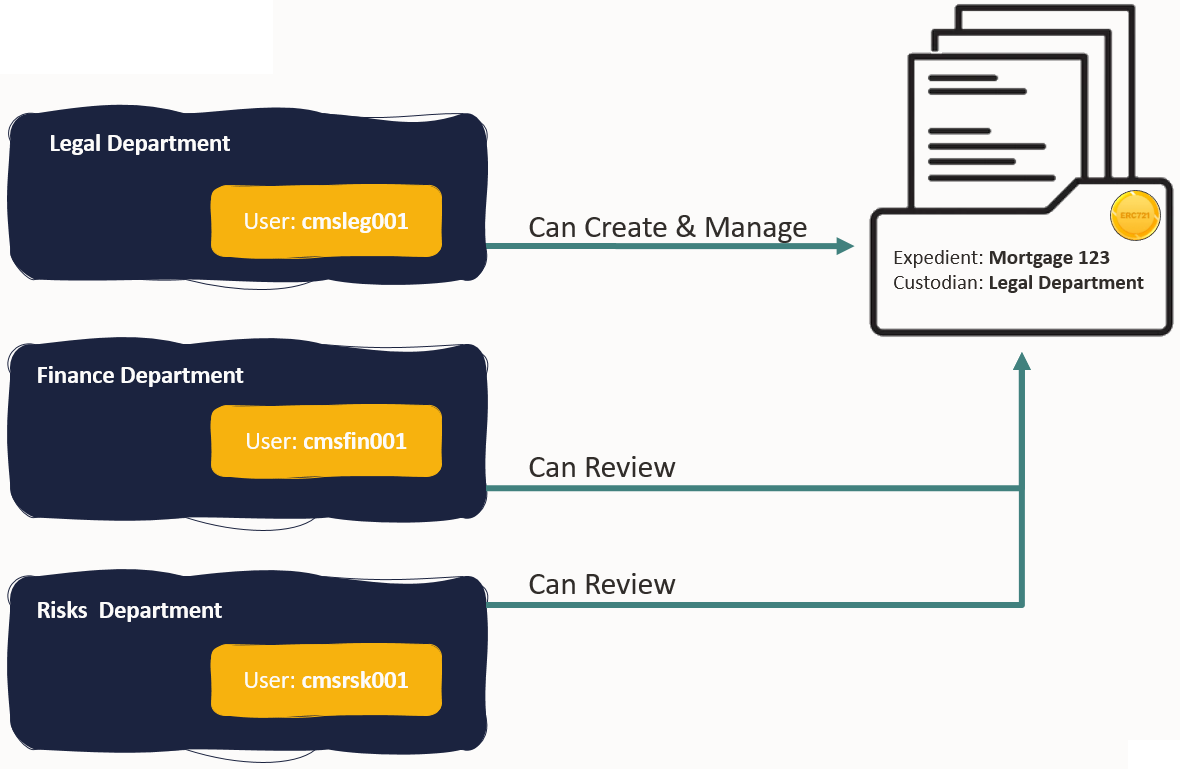 Legal Department
User: cmsleg001
Can Create & Manage
ERC721
Expedient: Mortgage 123
Custodian: Legal Department
Finance Department
User: cmsfin001
Can Review
Risks  Department
User: cmsrsk001
Can Review